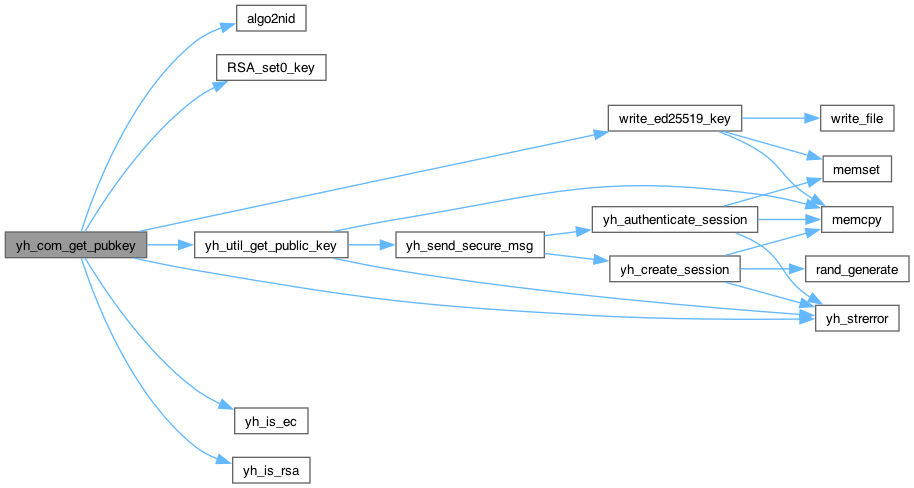 algo2nid
RSA_set0_key
write_ed25519_key
write_file
memset
yh_authenticate_session
memcpy
yh_com_get_pubkey
yh_util_get_public_key
yh_send_secure_msg
yh_create_session
rand_generate
yh_strerror
yh_is_ec
yh_is_rsa